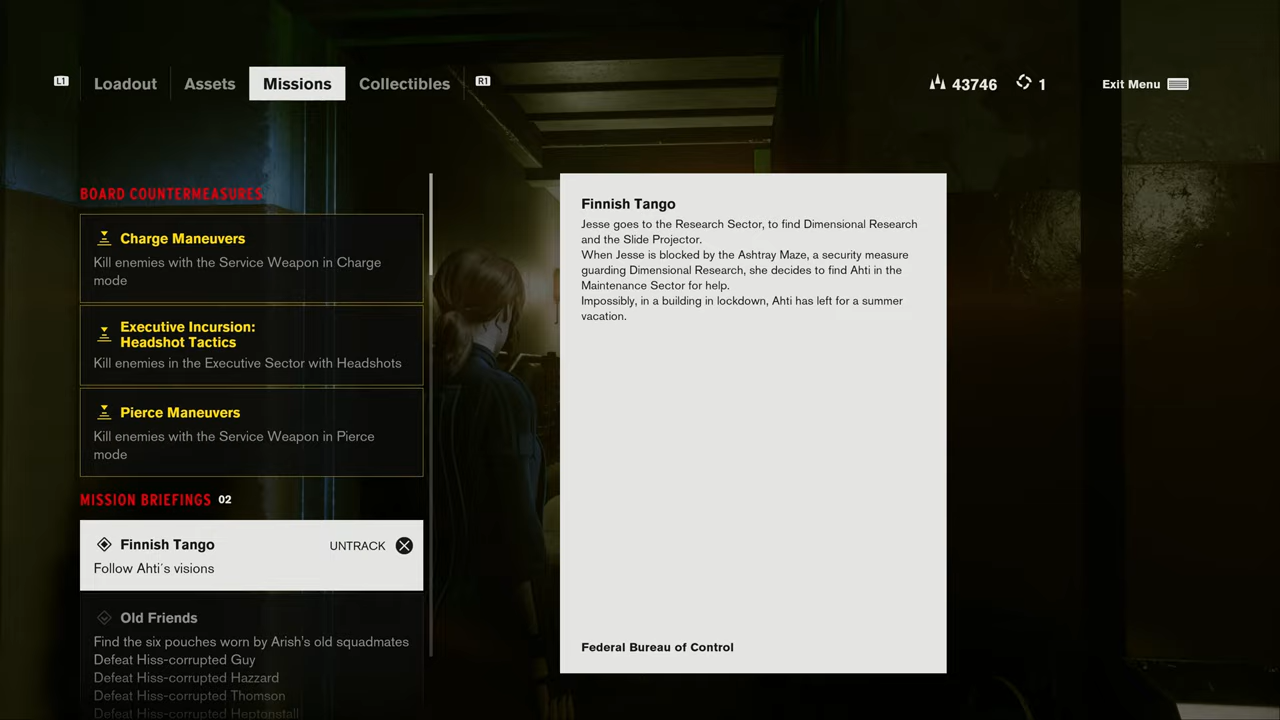 L1
Loadout
Assets
Missions
Collectibles
R1
43746
1
Exit Menu
BOARD COUNTERMEASURES
Charge Maneuvers
Kill enemies with the Service Weapon in Charge
mode
Executive Incursion:
Headshot Tactics
Kill enemies in the Executive Sector with Headshots
Pierce Maneuvers
Kill enemies with the Service Weapon in Pierce
mode
MISSION BRIEFINGS 02
Finnish Tango
UNTRACK
Follow Ahti's visions
Old Friends
Find the six pouches worn by Arish's old squadmates
Defeat Hiss-corrupted Guy
Defeat Hiss-corrupted Hazzard
Defeat Hiss-corrupted Thomson
Defeat Hiss-corrupted Heptonstall
Finnish Tango
Jesse goes to the Research Sector, to find Dimensional Research
and the Slide Projector.
When Jesse is blocked by the Ashtray Maze, a security measure
guarding Dimensional Research, she decides to find Ahti in the
Maintenance Sector for help.
Impossibly, in a building in lockdown, Ahti has left for a summer
vacation.
Federal Bureau of Control